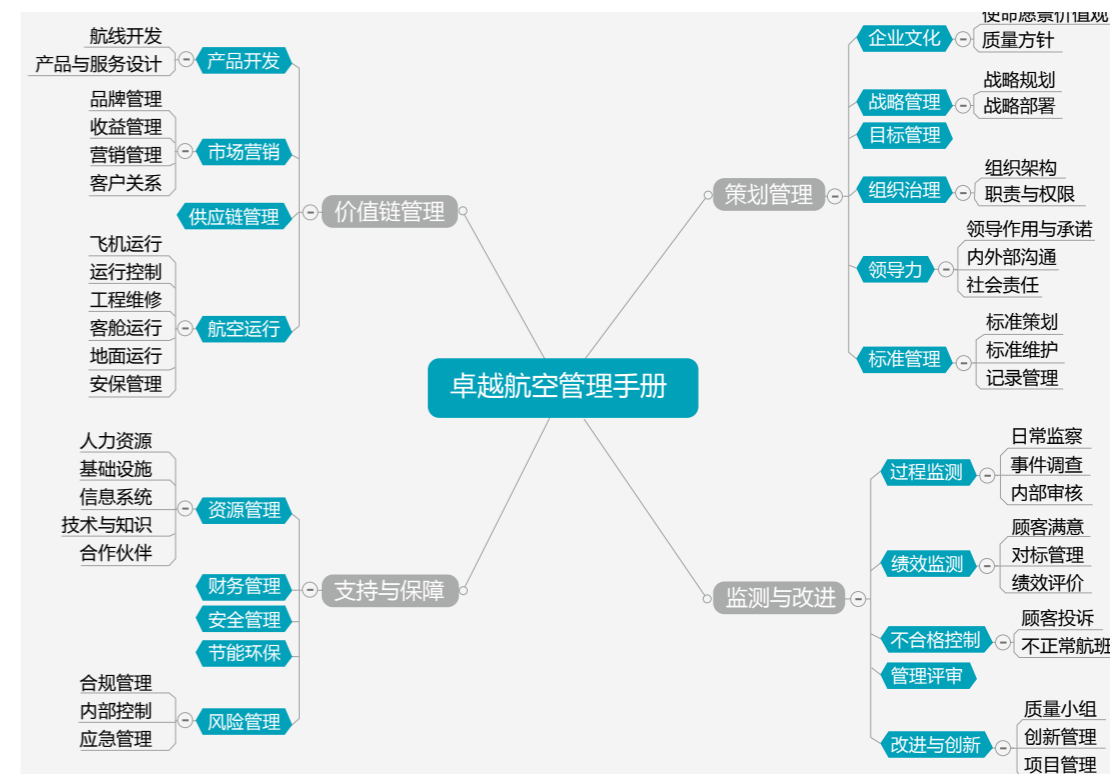 卓越航空管理手册
价值链管理
产品开发
航线开发
产品与服务设计
市场营销
品牌管理
收益管理
营销管理
客户关系
供应链管理
航空运行
飞机运行
运行控制
工程维修
客舱运行
地面运行
安保管理
支持与保障
资源管理
人力资源
基础设施
信息系统
技术与知识
合作伙伴
财务管理
安全管理
节能环保
风险管理
合规管理
内部控制
应急管理
策划管理
企业文化
使命愿景价值观
质量方针
战略管理
战略规划
战略部署
目标管理
组织治理
组织架构
职责与权限
领导力
领导作用与承诺
内外部沟通
社会责任
标准管理
标准策划
标准维护
记录管理
监测与改进
过程监测
日常监察
事件调查
内部审核
绩效监测
顾客满意
对标管理
绩效评价
不合格控制
顾客投诉
不正常航班
管理评审
改进与创新
质量小组
创新管理
项目管理